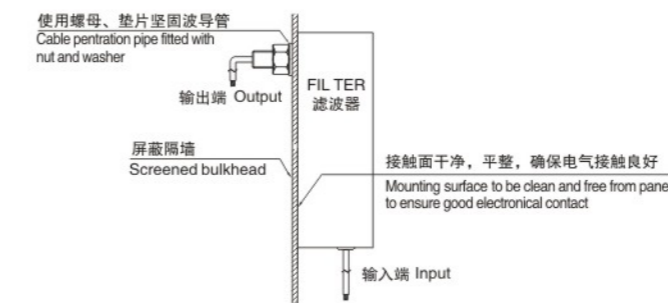 使用螺母、垫片坚固波导管
Cable pentration pipe fitted with
nut and washer
输出端 Output
FIL TER
滤波器
屏蔽隔墙
Screened bulkhead
接触面干净，平整，确保电气接触良好
Mounting surface to be clean and free from pane
to ensure good electronical contact
输入端 Input